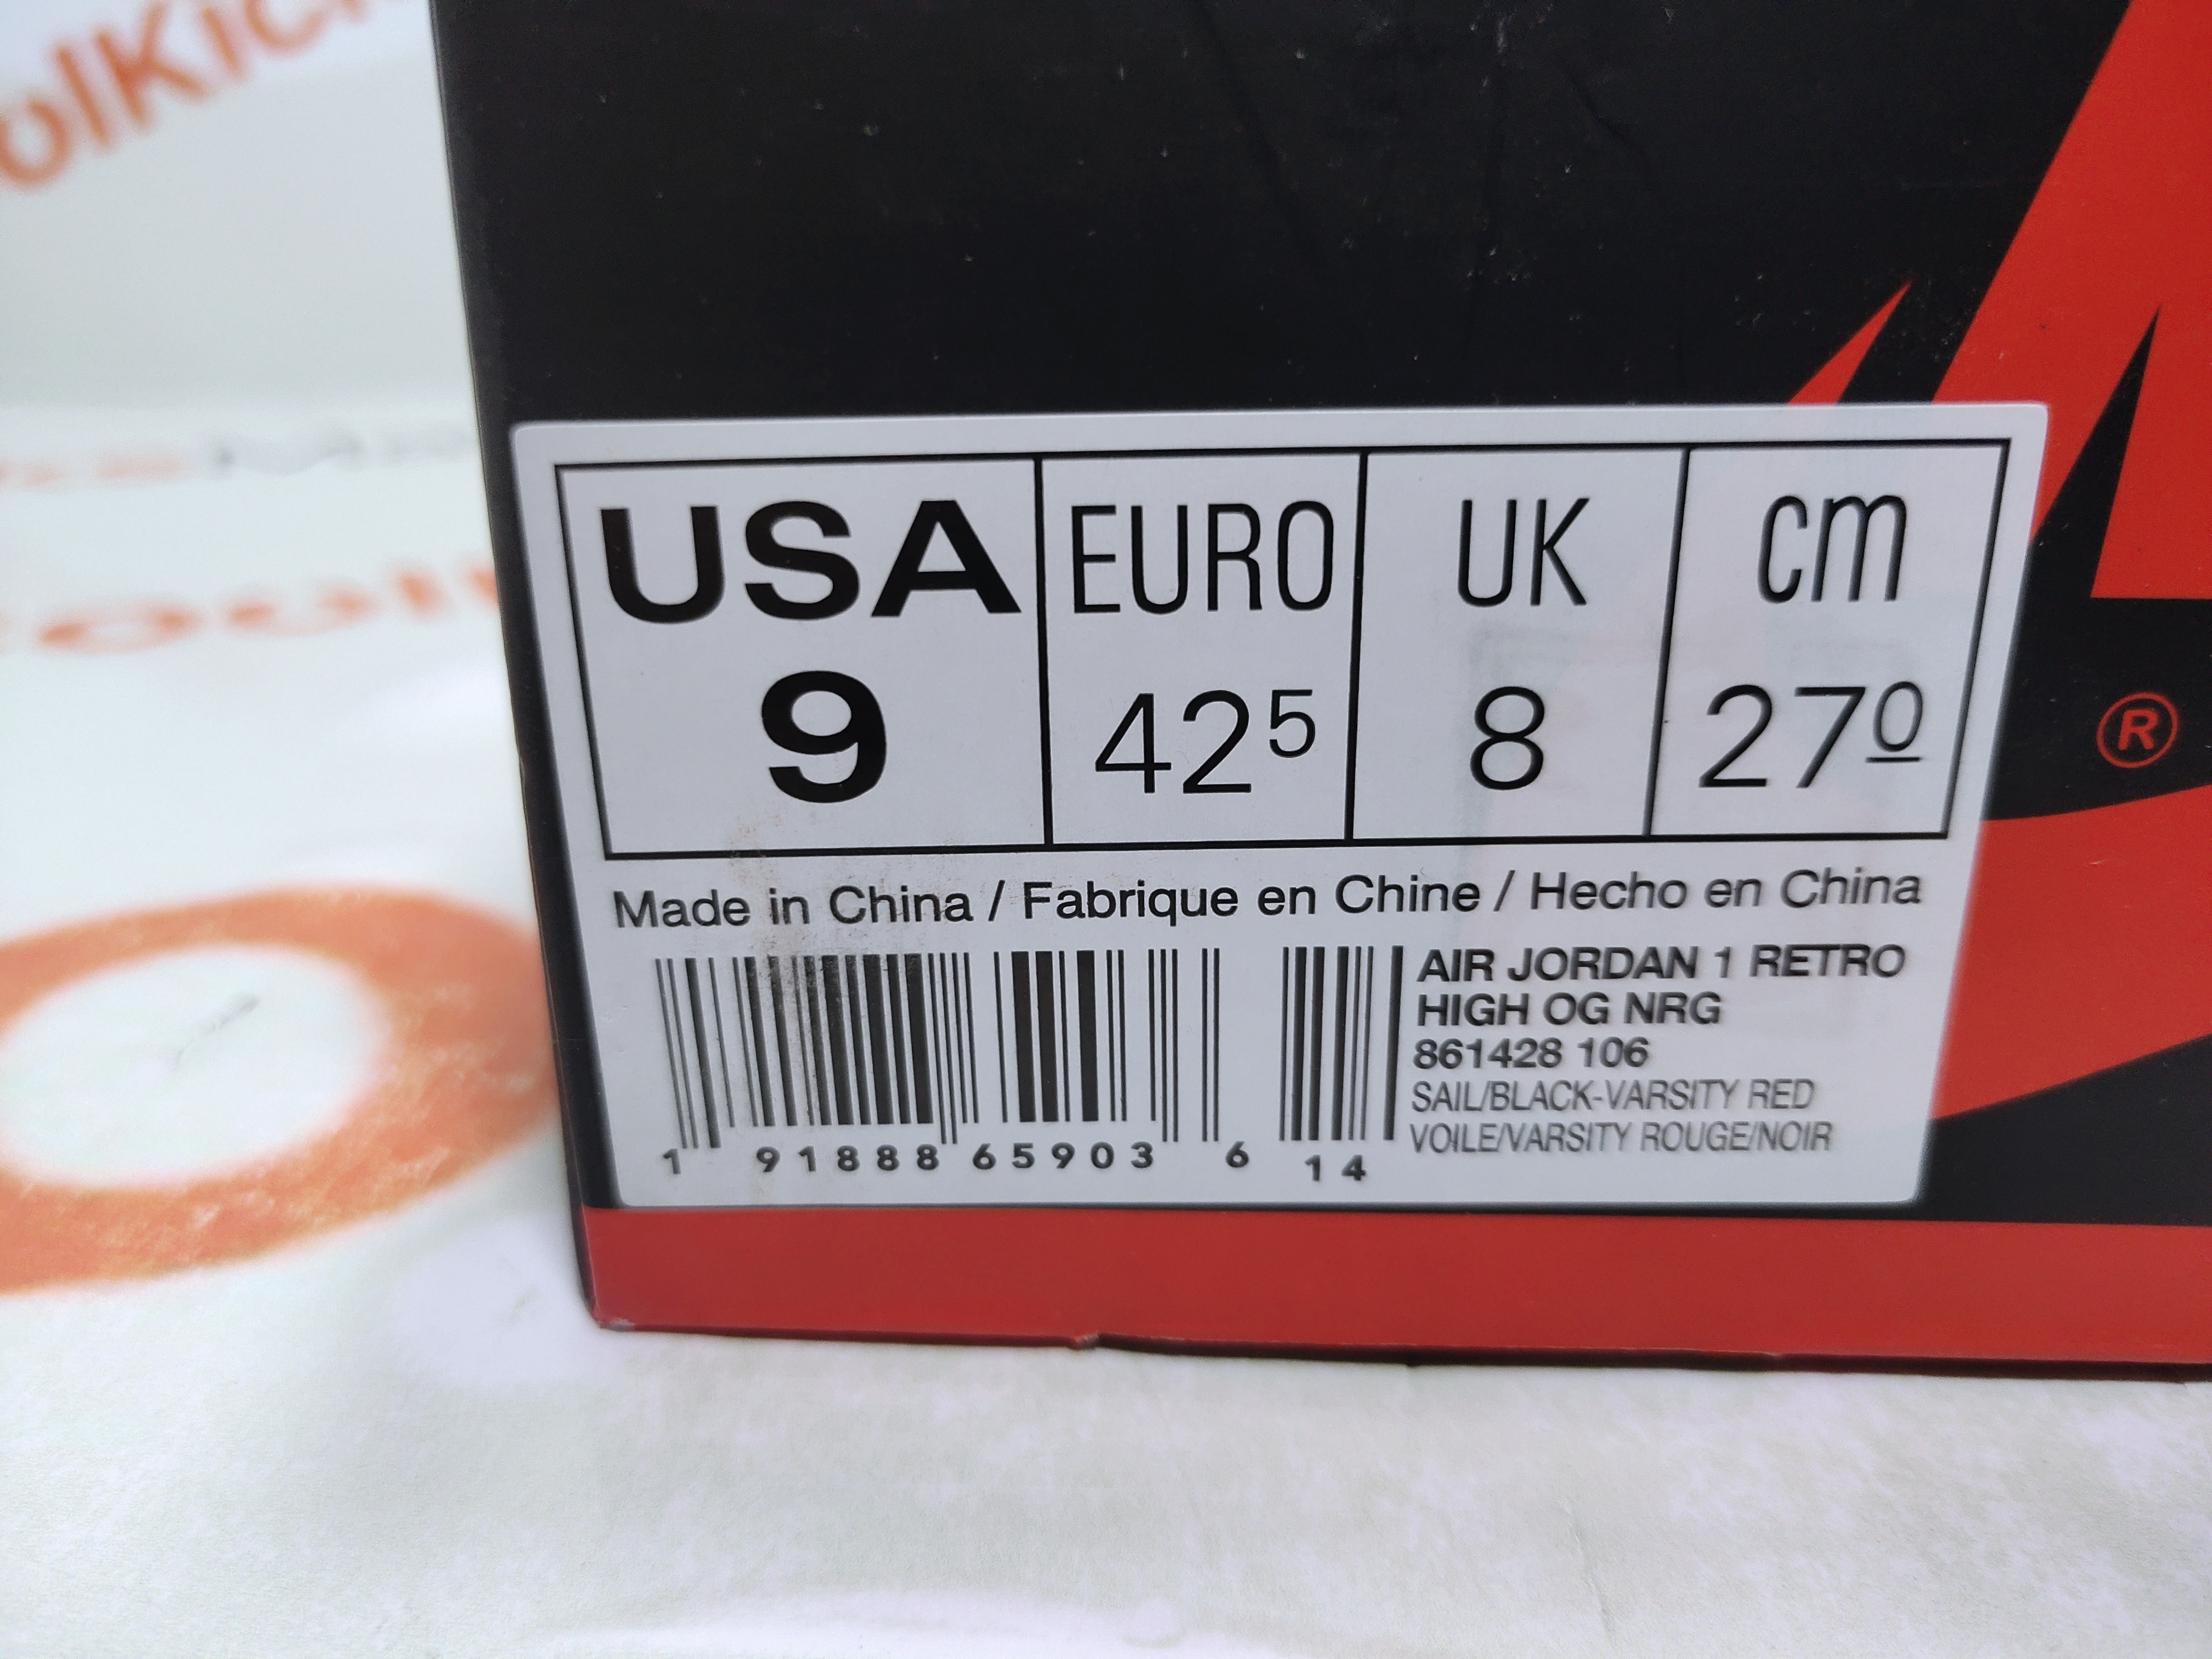 USA EURO UK cm
9 42 5 8 27 0
Made in China / Fabrique en Chine / Hecho en China
AIR JORDAN 1 RETRO
HIGH OG NRG
861428 106
SAIL/BLACK-VARSITY RED
VOILE/VARSITY ROUGE/NOIR
1 91888 65903 6 14
®